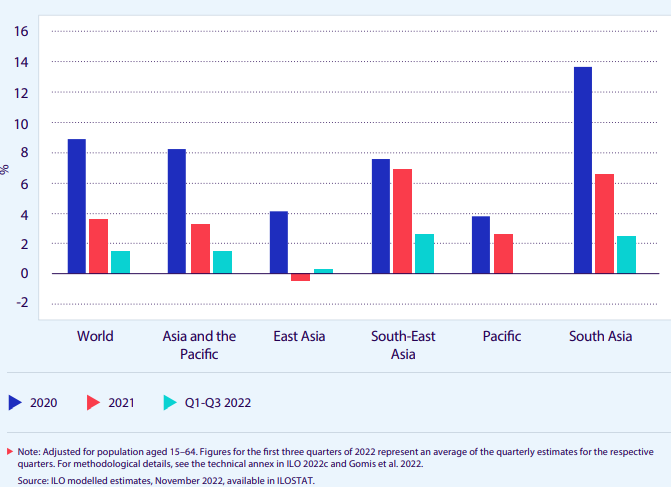 16
14
12
10
8
6
4
2
0
-2
%
World
Asia and the
Pacific
East Asia
South-East
Asia
Pacific
South Asia
2020
2021
Q1-Q3 2022
Note: Adjusted for population aged 15–64. Figures for the first three quarters of 2022 represent an average of the quarterly estimates for the respective
quarters. For methodological details, see the technical annex in ILO 2022c and Gomis et al. 2022.
Source: ILO modelled estimates, November 2022, available in ILOSTAT.